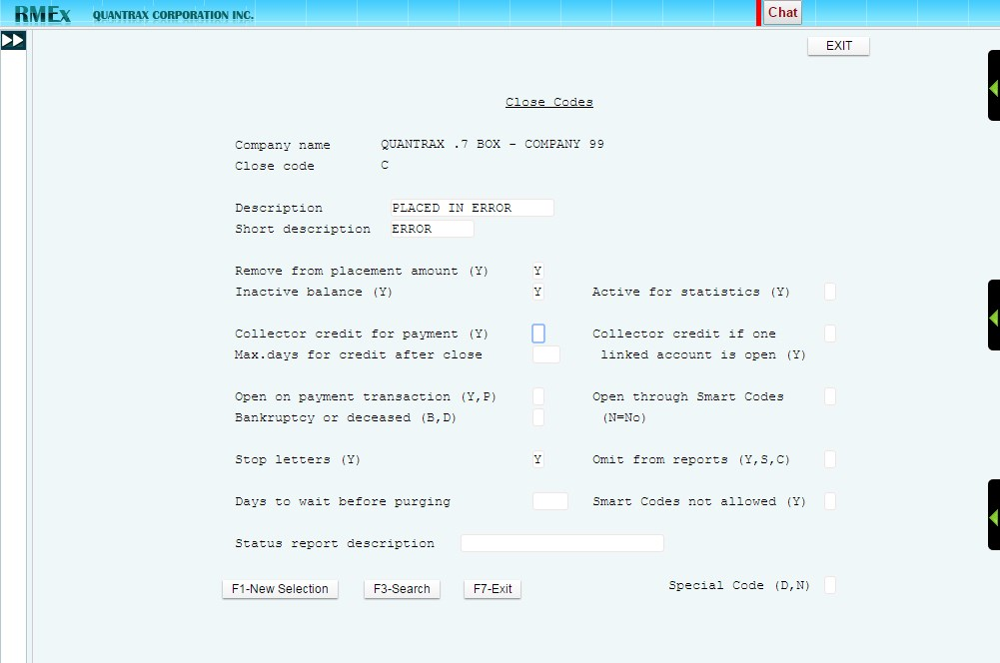 RMEx QUANTRAX CORPORATION INC. Chat
EXIT
Close Codes
Company name QUANTRAX .7 BOX - COMPANY 99
Close code C
Description PLACED IN ERROR
Short description ERROR
Remove from placement amount (Y) Y
Inactive balance (Y) Y Active for statistics (Y)
Collector credit for payment (Y) Collector credit if one
Max.days for credit after close linked account is open (Y)
Open on payment transaction (Y,P) Open through Smart Codes
Bankruptcy or deceased (B,D) (N=No)
Stop letters (Y) Y Omit from reports (Y,S,C)
Days to wait before purging Smart Codes not allowed (Y)
Status report description
F1-New Selection F3-Search F7-Exit Special Code (D,N)